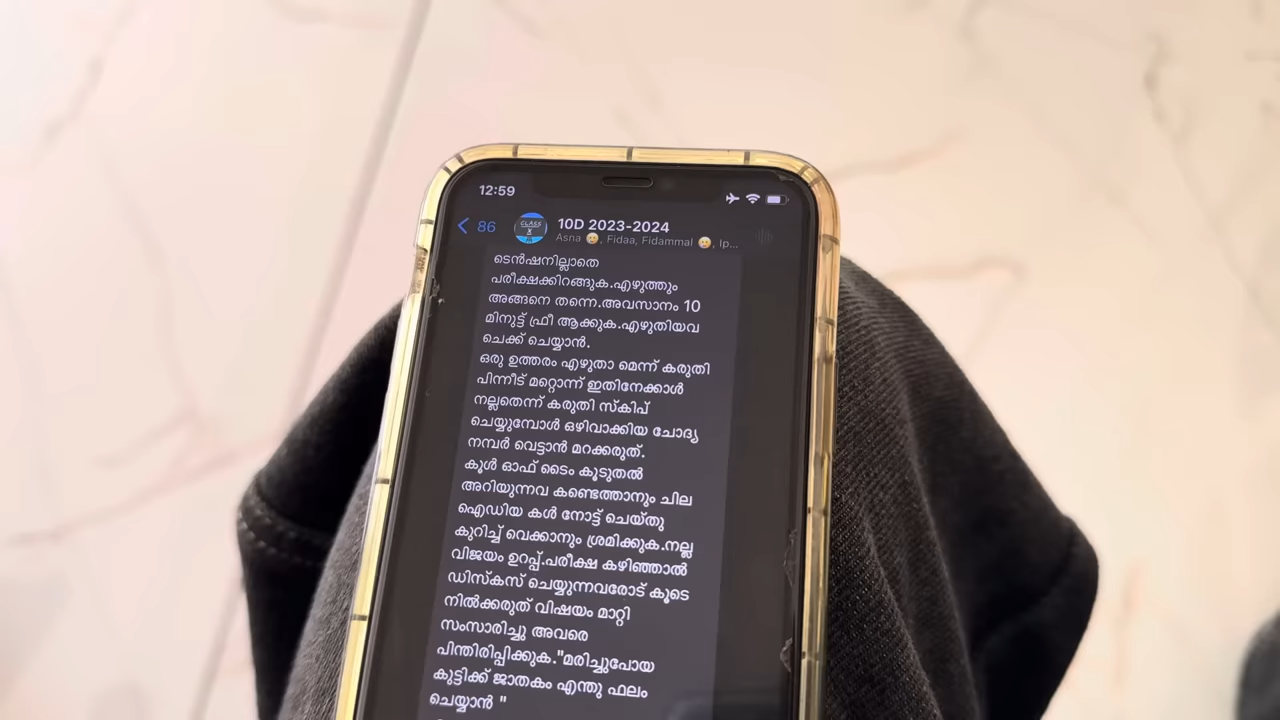 12:59
86
CLASS
X
10D 2023-2024
Asna 🥲, Fidaa, Fidammal 🥲, Ip...
ടെൻഷനില്ലാതെ
പരീക്ഷക്കിറങ്ങുക.എഴുത്തും
അങ്ങനെ തന്നെ.അവസാനം 10
മിനുട്ട് ഫ്രീ ആക്കുക.എഴുതിയവ
ചെക്ക് ചെയ്യാൻ.
ഒരു ഉത്തരം എഴുതാ മെന്ന് കരുതി
പിന്നീട് മറ്റൊന്ന് ഇതിനേക്കാൾ
നല്ലതെന്ന് കരുതി സ്കിപ്
ചെയ്യുമ്പോൾ ഒഴിവാക്കിയ ചോദ്യ
നമ്പർ വെട്ടാൻ മറക്കരുത്.
കൂൾ ഓഫ് ടൈം കൂടുതൽ
അറിയുന്നവ കണ്ടെത്താനും ചില
ഐഡിയ കൾ നോട്ട് ചെയ്തു
കുറിച്ച് വെക്കാനും ശ്രമിക്കുക.നല്ല
വിജയം ഉറപ്പ്.പരീക്ഷ കഴിഞ്ഞാൽ
ഡിസ്കസ് ചെയ്യുന്നവരോട് കൂടെ
നിൽക്കരുത് വിഷയം മാറ്റി
സംസാരിച്ചു അവരെ
പിന്തിരിപ്പിക്കുക."മരിച്ചുപോയ
കുട്ടിക്ക് ജാതകം എന്തു ഫലം
ചെയ്യാൻ "